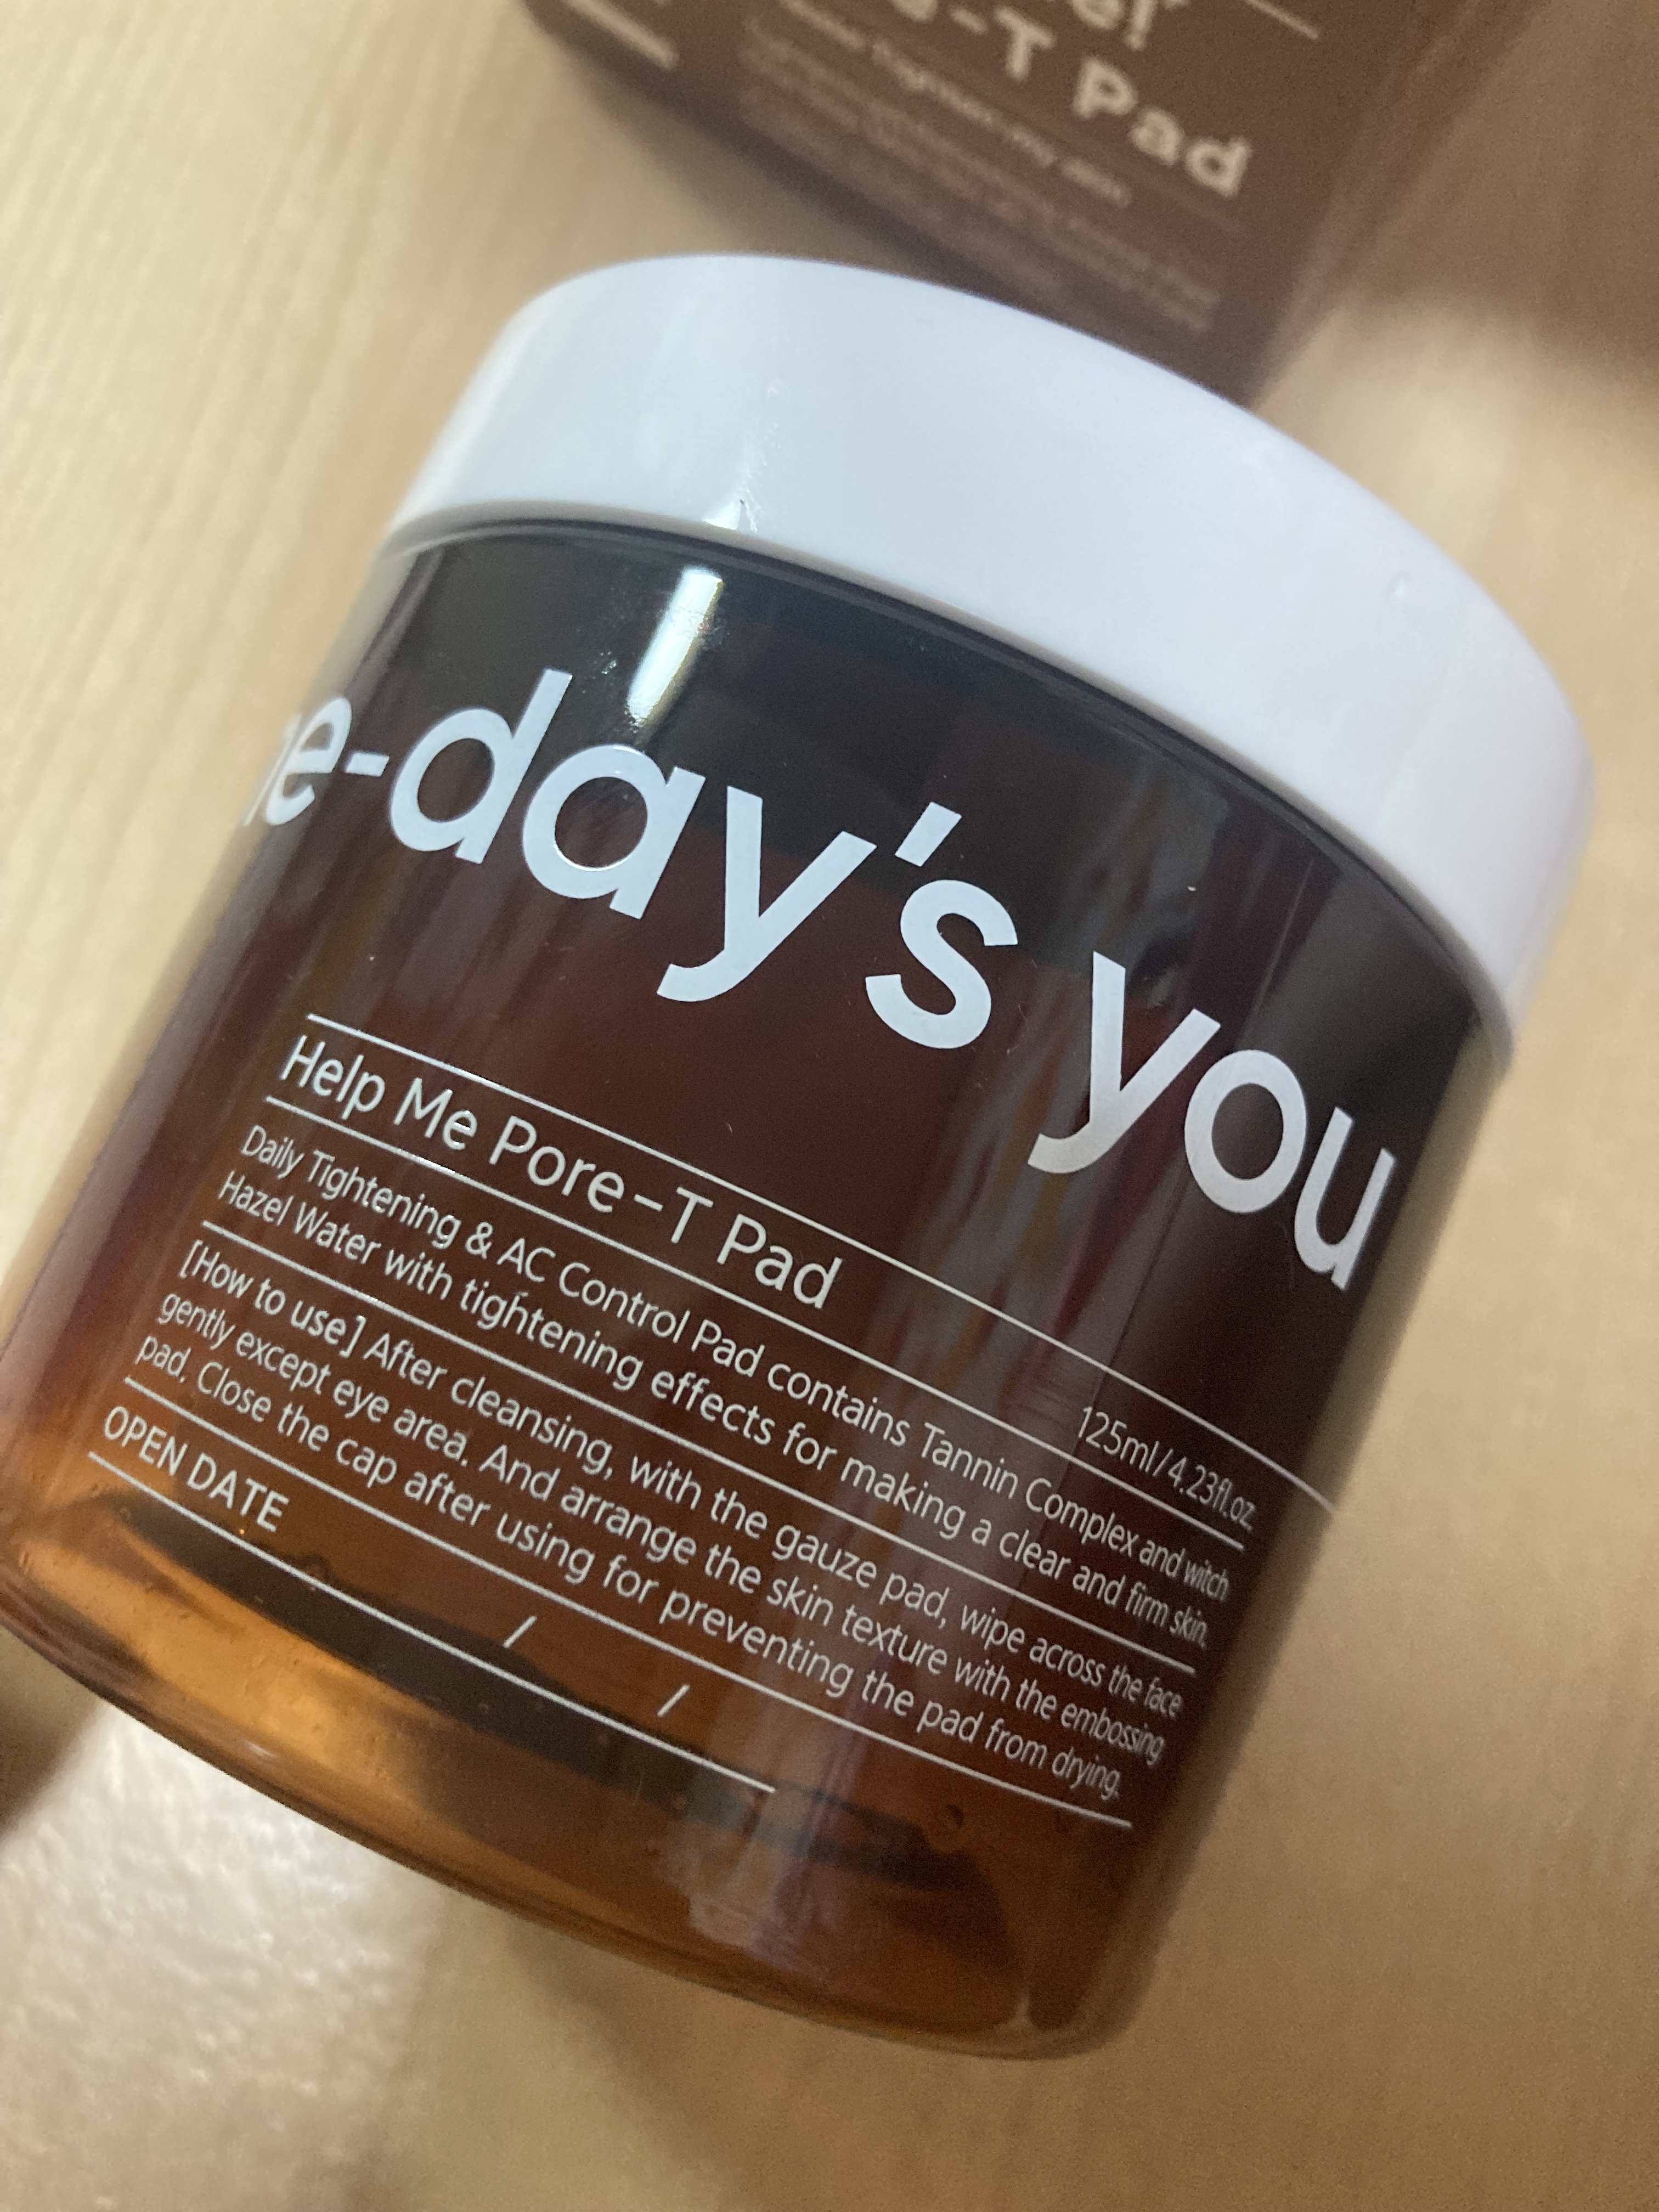 -T Pad
e-day's you
Help Me Pore-T Pad
125ml/4.23fl.oz.
Daily Tightening & AC Control Pad contains Tannin Complex and witch
Hazel Water with tightening effects for making a clear and firm skin.
[How to use] After cleansing, with the gauze pad, wipe across the face
gently except eye area. And arrange the skin texture with the embossing
pad. Close the cap after using for preventing the pad from drying.
OPEN DATE / /